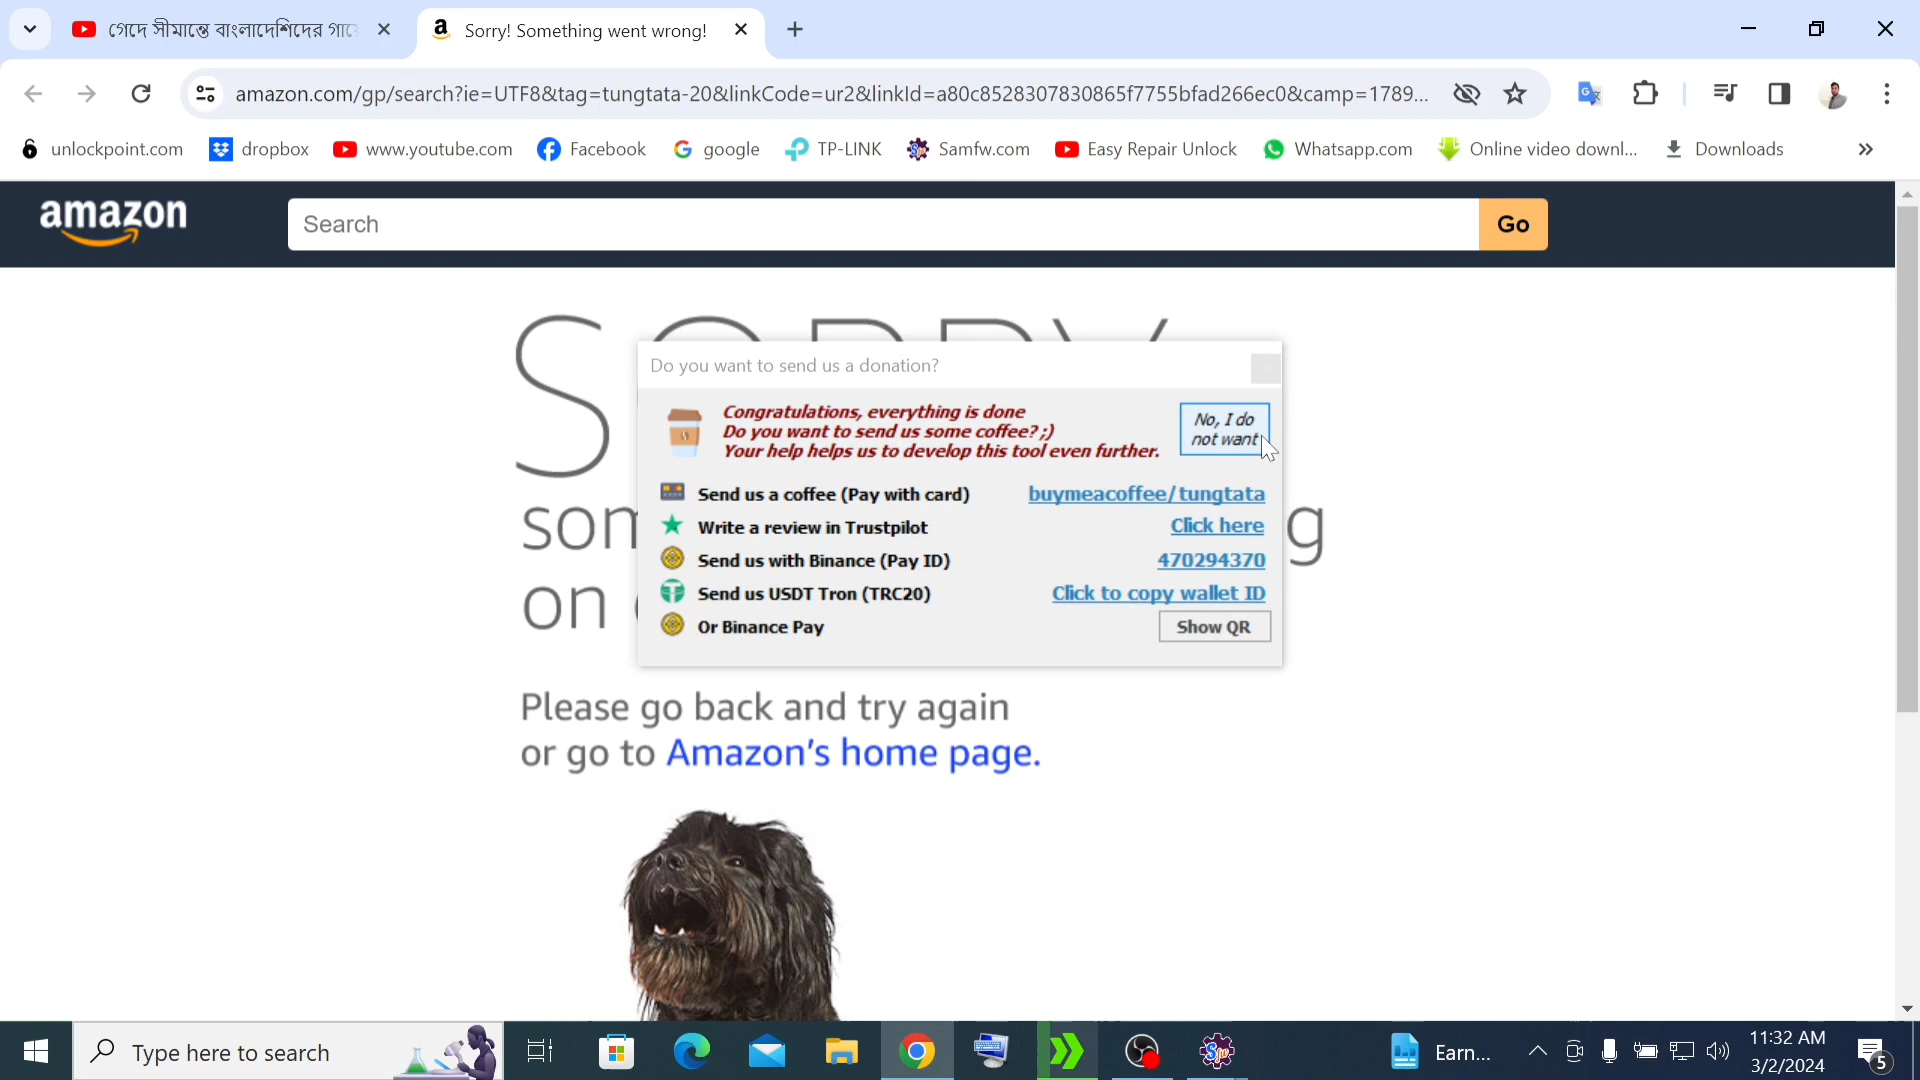 গেদে সীমান্তে বাংলাদেশিদের গায়ে
Sorry! Something went wrong!
amazon.com/gp/search?ie=UTF8&tag=tungtata-20&linkCode=ur2&linkId=a80c8528307830865f7755bfad266ec0&camp=1789...
unlockpoint.com dropbox www.youtube.com Facebook google TP-LINK Samfw.com Easy Repair Unlock Whatsapp.com Online video downl... Downloads
amazon Search Go
Do you want to send us a donation?
Congratulations, everything is done
Do you want to send us some coffee? ;)
Your help helps us to develop this tool even further.
No, I do
not want
Send us a coffee (Pay with card) buymeacoffee/tungtata
Write a review in Trustpilot Click here
Send us with Binance (Pay ID) 470294370
Send us USDT Tron (TRC20) Click to copy wallet ID
Or Binance Pay Show QR
on
Please go back and try again
or go to Amazon's home page.
Type here to search
Earn...
11:32 AM
3/2/2024
5